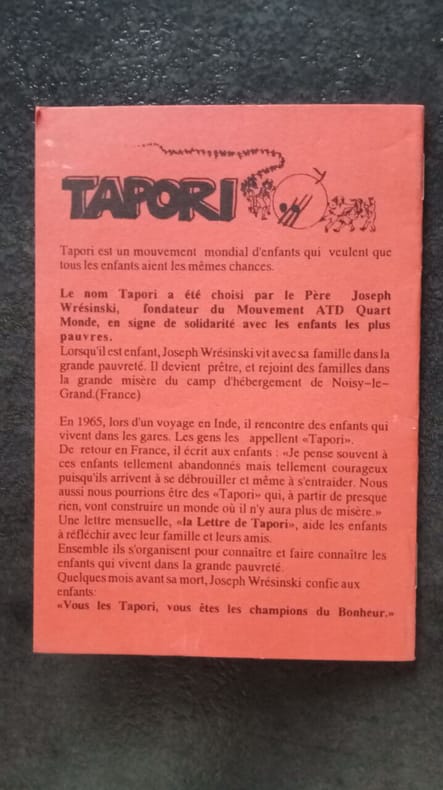 TAPORI
Tapori est un mouvement mondial d'enfants qui veulent que
tous les enfants aient les mêmes chances.
Le nom Tapori a été choisi par le Père Joseph
Wrésinski, fondateur du Mouvement ATD Quart
Monde, en signe de solidarité avec les enfants les plus
pauvres.
Lorsqu'il est enfant, Joseph Wrésinski vit avec sa famille dans la
grande pauvreté. Il devient prêtre, et rejoint des familles dans
la grande misère du camp d'hébergement de Noisy-le-
Grand.(France)
En 1965, lors d'un voyage en Inde, il rencontre des enfants qui
vivent dans les gares. Les gens les appellent «Tapori».
De retour en France, il écrit aux enfants : «Je pense souvent à
ces enfants tellement abandonnés mais tellement courageux
puisqu'ils arrivent à se débrouiller et même à s'entraider. Nous
aussi nous pourrions être des «Tapori» qui, à partir de presque
rien, vont construire un monde où il n'y aura plus de misère.»
Une lettre mensuelle, «la Lettre de Tapori», aide les enfants
à réfléchir avec leur famille et leurs amis.
Ensemble ils s'organisent pour connaître et faire connaître les
enfants qui vivent dans la grande pauvreté.
Quelques mois avant sa mort, Joseph Wrésinski confie aux
enfants:
«Vous les Tapori, vous êtes les champions du Bonheur.»